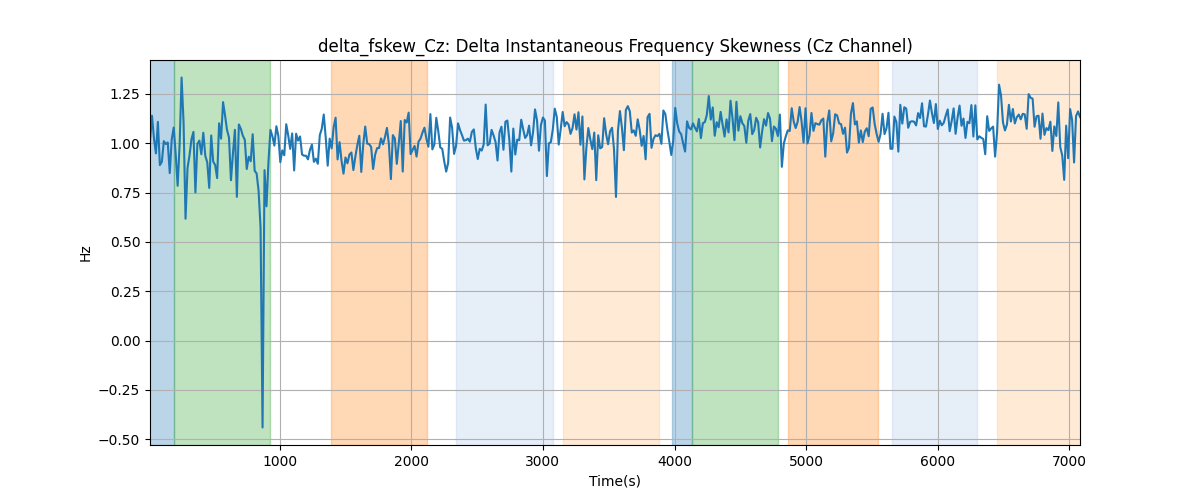 delta_fskew_Cz: Delta Instantaneous Frequency Skewness (Cz Channel)
1.25
1.00
0.75
0.50
0.25
0.00
−0.25
−0.50
Hz
1000 2000 3000 4000 5000 6000 7000
Time(s)